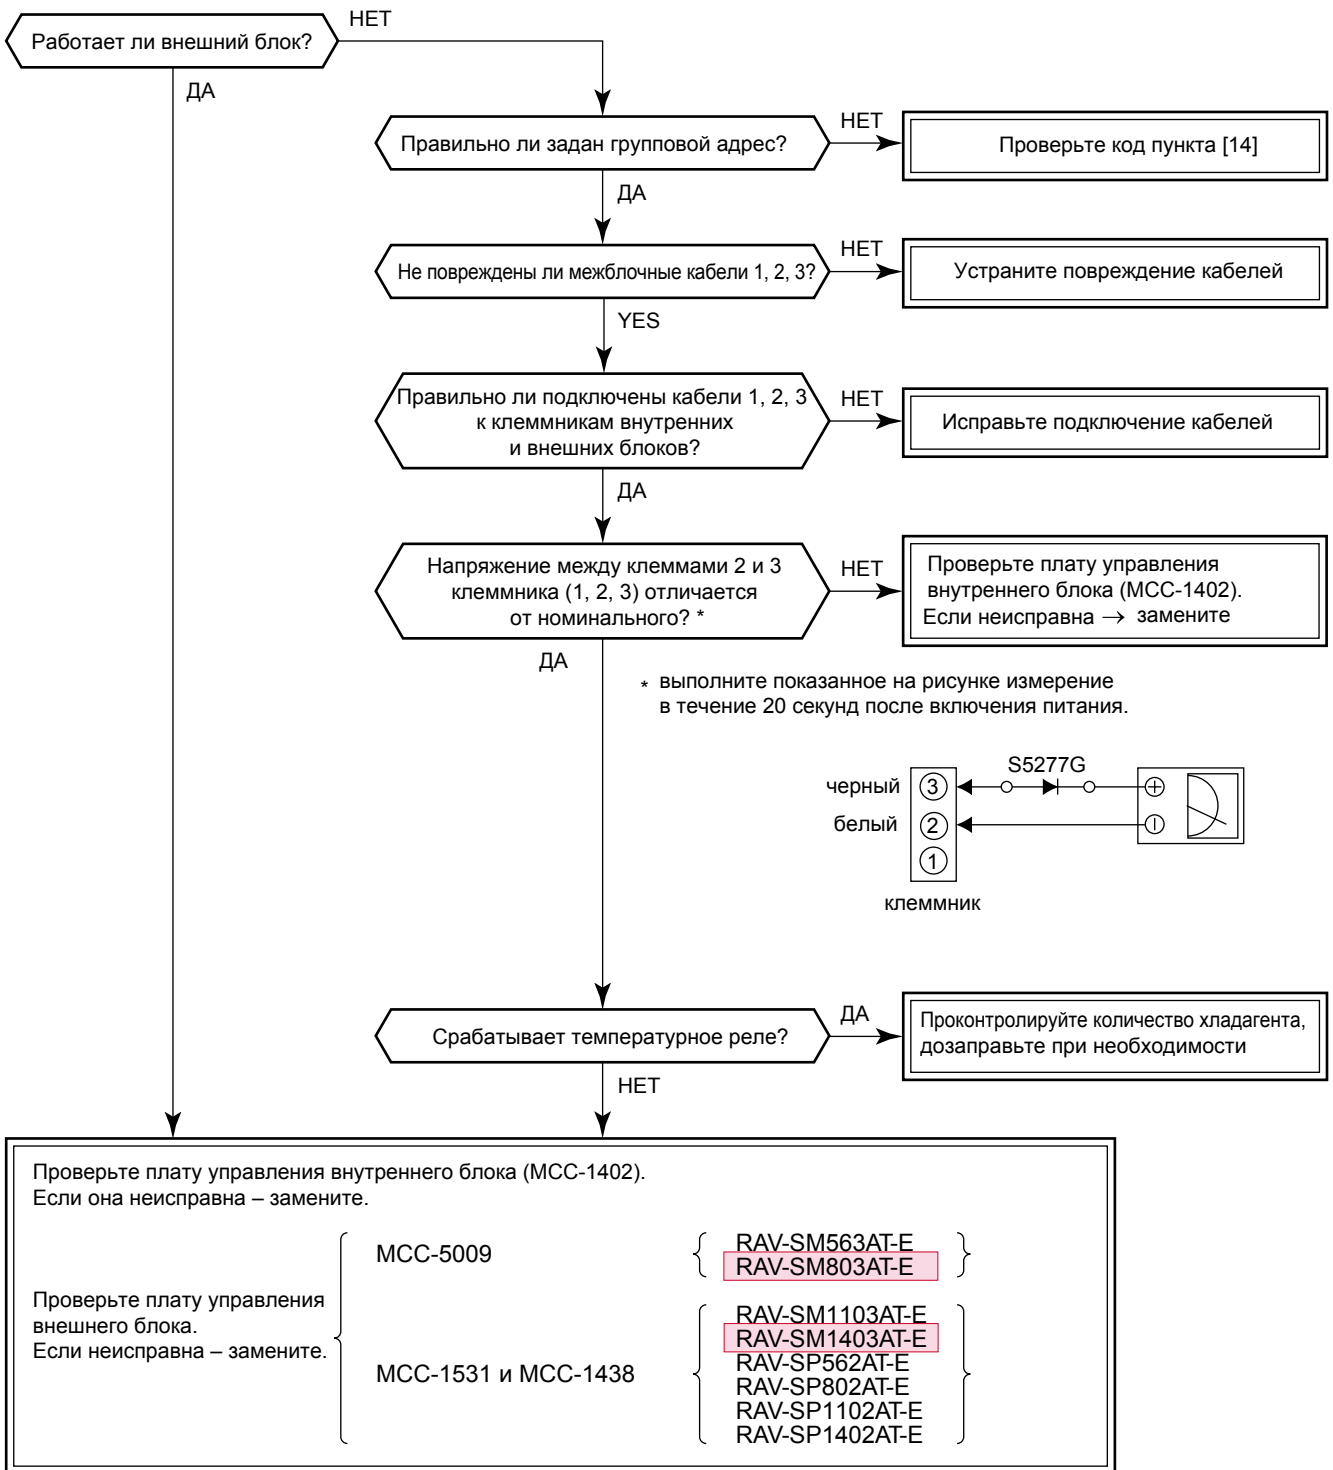 Работает ли внешний блок?
НЕТ
ДА
Правильно ли задан групповой адрес?
НЕТ
Проверьте код пункта [14]
ДА
Не повреждены ли межблочные кабели 1, 2, 3?
НЕТ
Устраните повреждение кабелей
YES
Правильно ли подключены кабели 1, 2, 3
к клеммникам внутренних
и внешних блоков?
НЕТ
Исправьте подключение кабелей
ДА
Напряжение между клеммами 2 и 3
клеммника (1, 2, 3) отличается
от номинального? *
НЕТ
Проверьте плату управления
внутреннего блока (MCC-1402).
Если неисправна → замените
ДА
* выполните показанное на рисунке измерение
в течение 20 секунд после включения питания.
S5277G
черный ③
белый ②
①
клеммник
Срабатывает температурное реле?
ДА
Проконтролируйте количество хладагента,
дозаправьте при необходимости
НЕТ
Проверьте плату управления внутреннего блока (MCC-1402).
Если она неисправна – замените.
Проверьте плату управления
внешнего блока.
Если неисправна – замените.
MCC-5009
RAV-SM563AT-E
RAV-SM803AT-E
MCC-1531 и MCC-1438
RAV-SM1103AT-E
RAV-SM1403AT-E
RAV-SP562AT-E
RAV-SP802AT-E
RAV-SP1102AT-E
RAV-SP1402AT-E